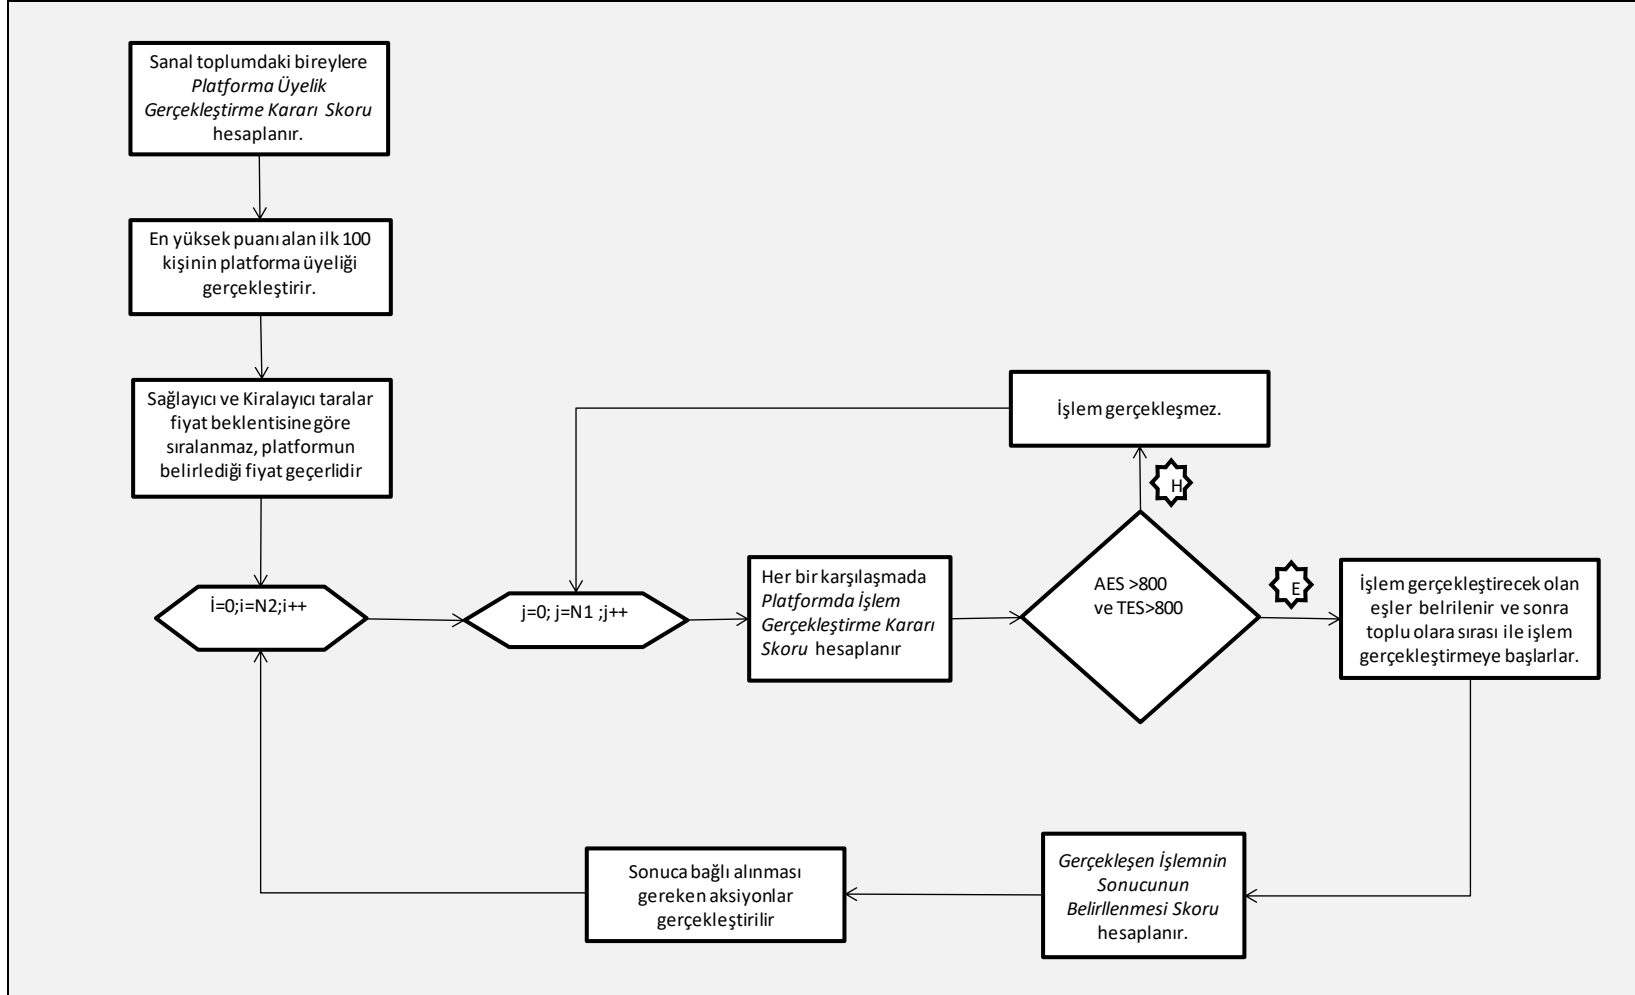 Sanal toplumdaki bireylere
Platforma Üyelik
Gerçekleştirme Kararı Skoru
hesaplanır.
En yüksek puanı alan ilk 100
kişinin platforma üyeliği
gerçekleştirir.
Sağlayıcı ve Kiralayıcı taralar
fiyat beklentisine göre
sıralanmaz, platformun
belirlediği fiyat geçerlidir
İ=0;i=N2;i++
j=0; j=N1 ;j++
Her bir karşılaşmada
Platformda İşlem
Gerçekleştirme Kararı
Skoru hesaplanır
AES >800
ve TES>800
H
İşlem gerçekleşmez.
E
İşlem gerçekleştirecek olan
eşler belrilenir ve sonra
toplu olara sırası ile işlem
gerçekleştirmeye başlarlar.
Gerçekleşen İşlemnin
Sonucunun
Belirllenmesi Skoru
hesaplanır.
Sonuca bağlı alınması
gereken aksiyonlar
gerçekleştirilir